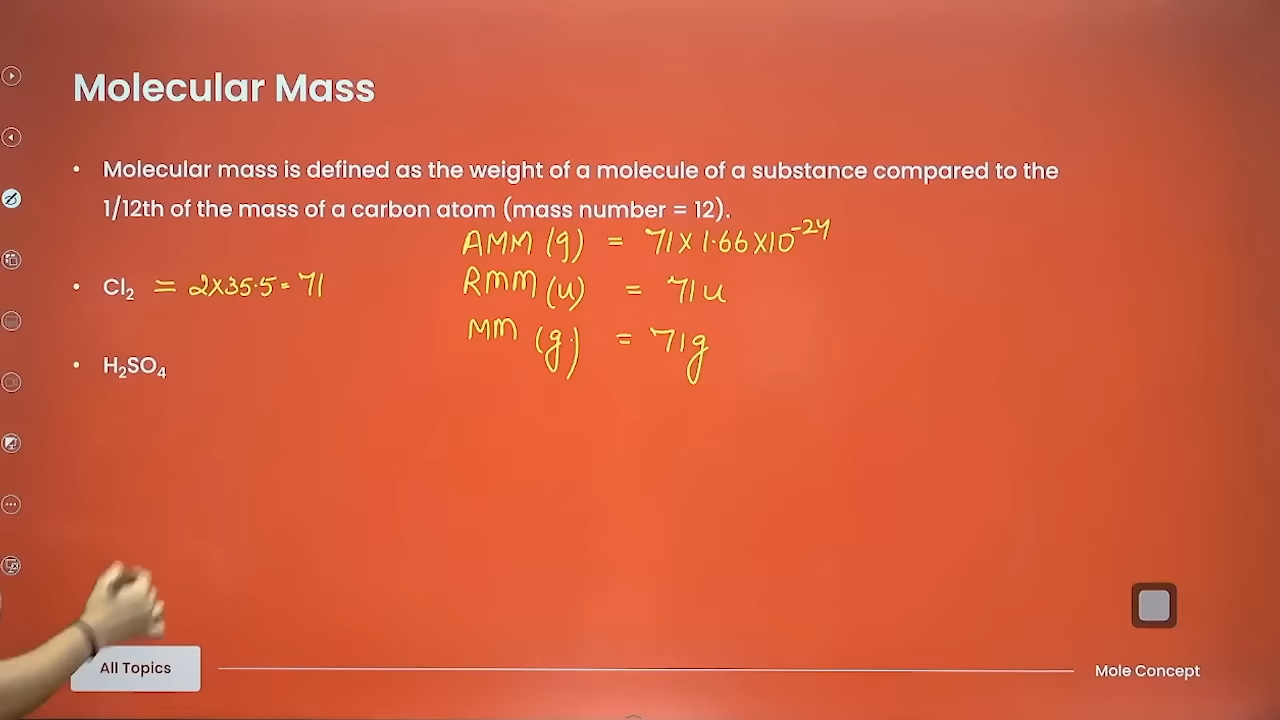 Molecular Mass
• Molecular mass is defined as the weight of a molecule of a substance compared to the
1/12th of the mass of a carbon atom (mass number = 12).
AMM (g) = 71 X 1.66 X 10⁻²⁴
• Cl₂ = 2X35.5 = 71
RMM (u) = 71 u
MM (g) = 71g
• H₂SO₄
All Topics
Mole Concept